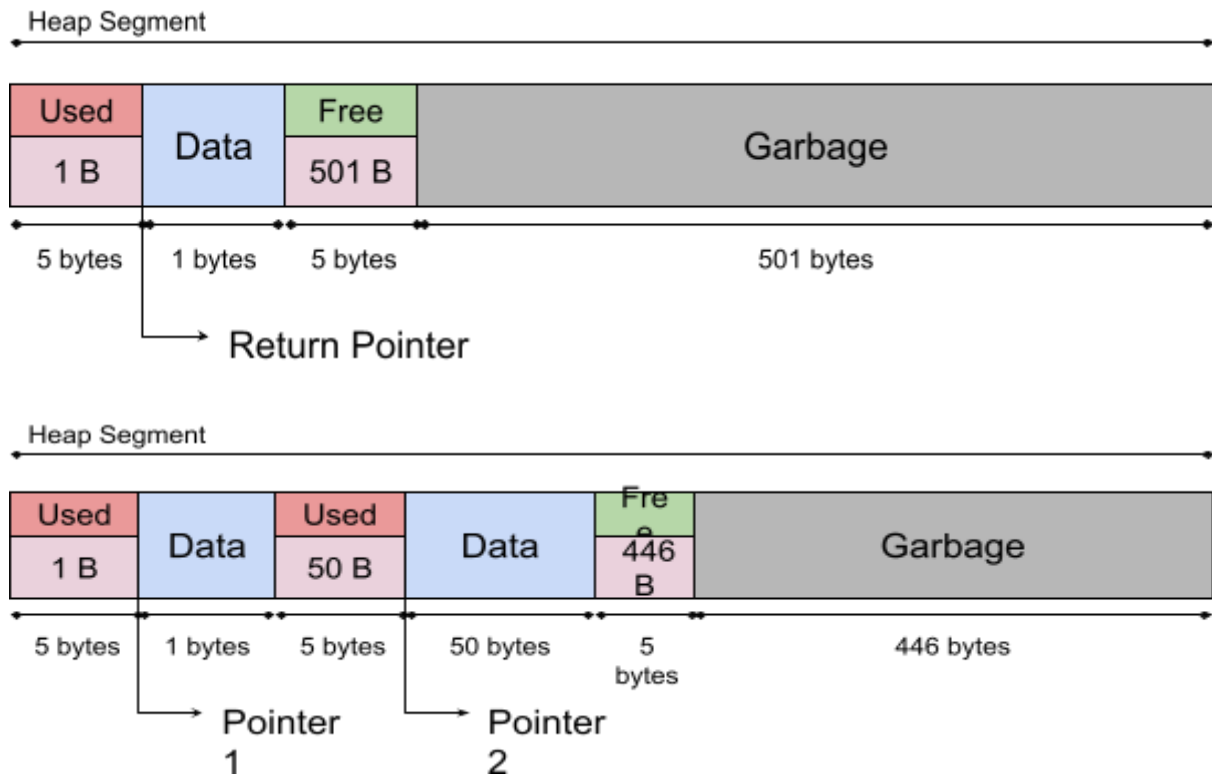 Heap Segment
Used
Data
Free
Garbage
1 B
501 B
5 bytes
1 bytes
5 bytes
501 bytes
Return Pointer
Heap Segment
Used
Data
Used
Data
Fre
e
Garbage
1 B
50 B
446
B
5 bytes
1 bytes
5 bytes
50 bytes
5
bytes
446 bytes
Pointer
1
Pointer
2